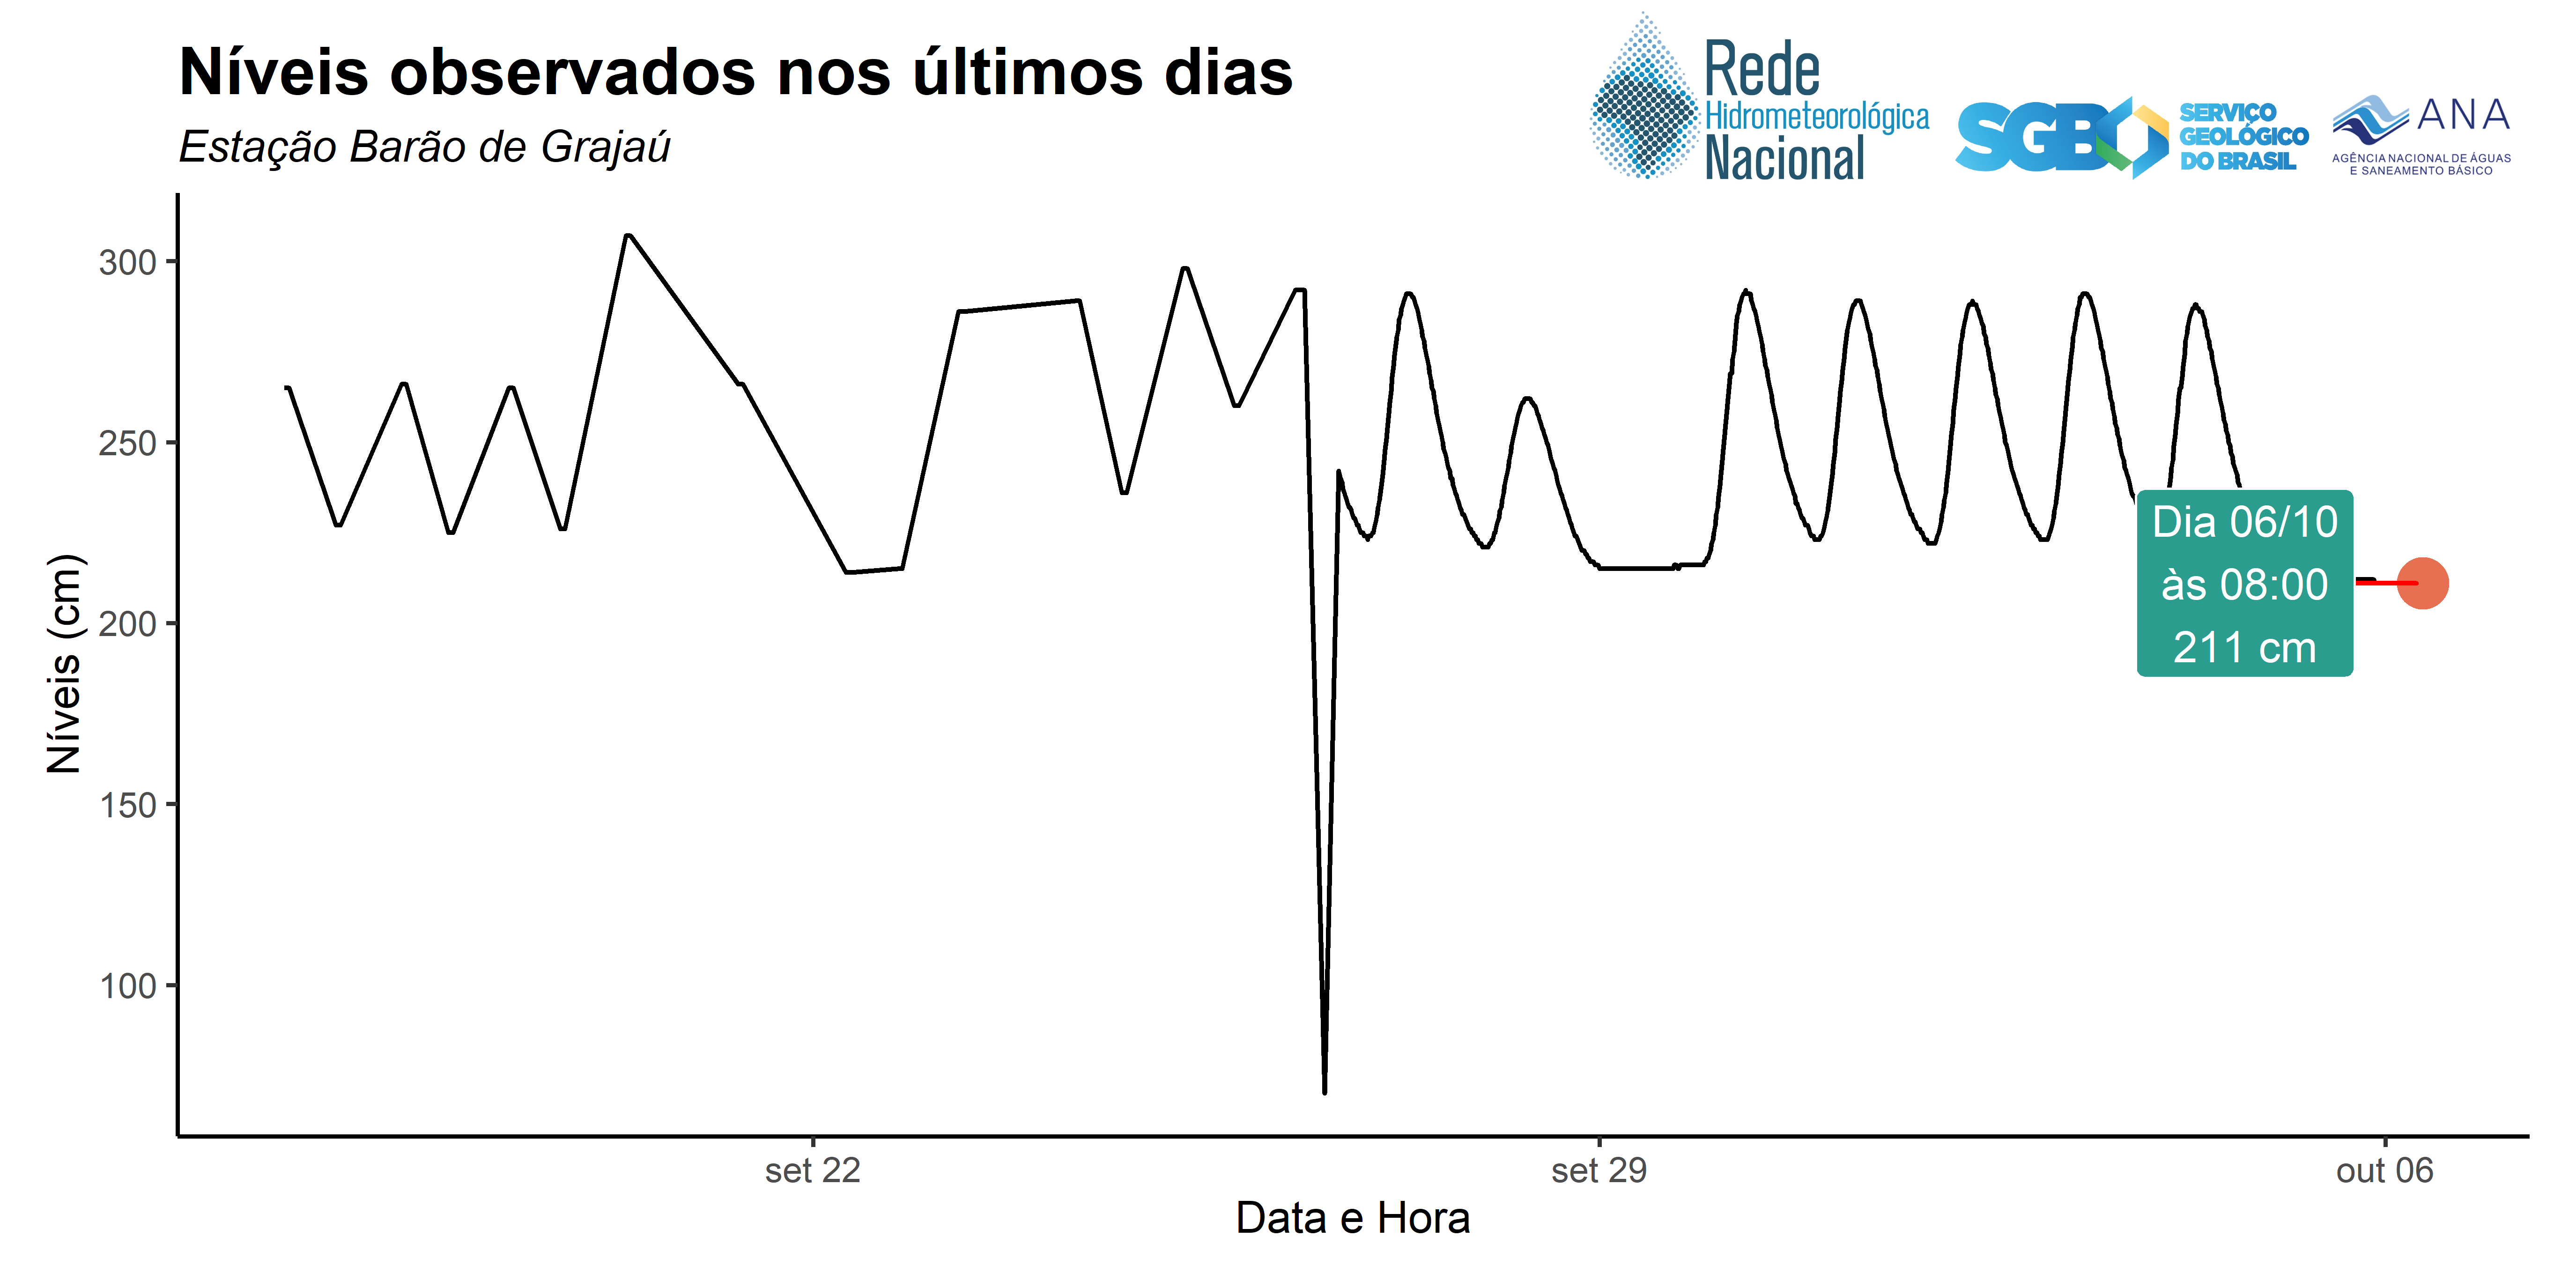 Níveis observados nos últimos dias
Estação Barão de Grajaú
Rede
Hidrometeorológica
Nacional
SGB
SERVIÇO
GEOLÓGICO
DO BRASIL
ANA
AGÊNCIA NACIONAL DE ÁGUAS
E SANEAMENTO BÁSICO
Níveis (cm)
300
250
200
150
100
Dia 06/10
às 08:00
211 cm
set 22
set 29
out 06
Data e Hora